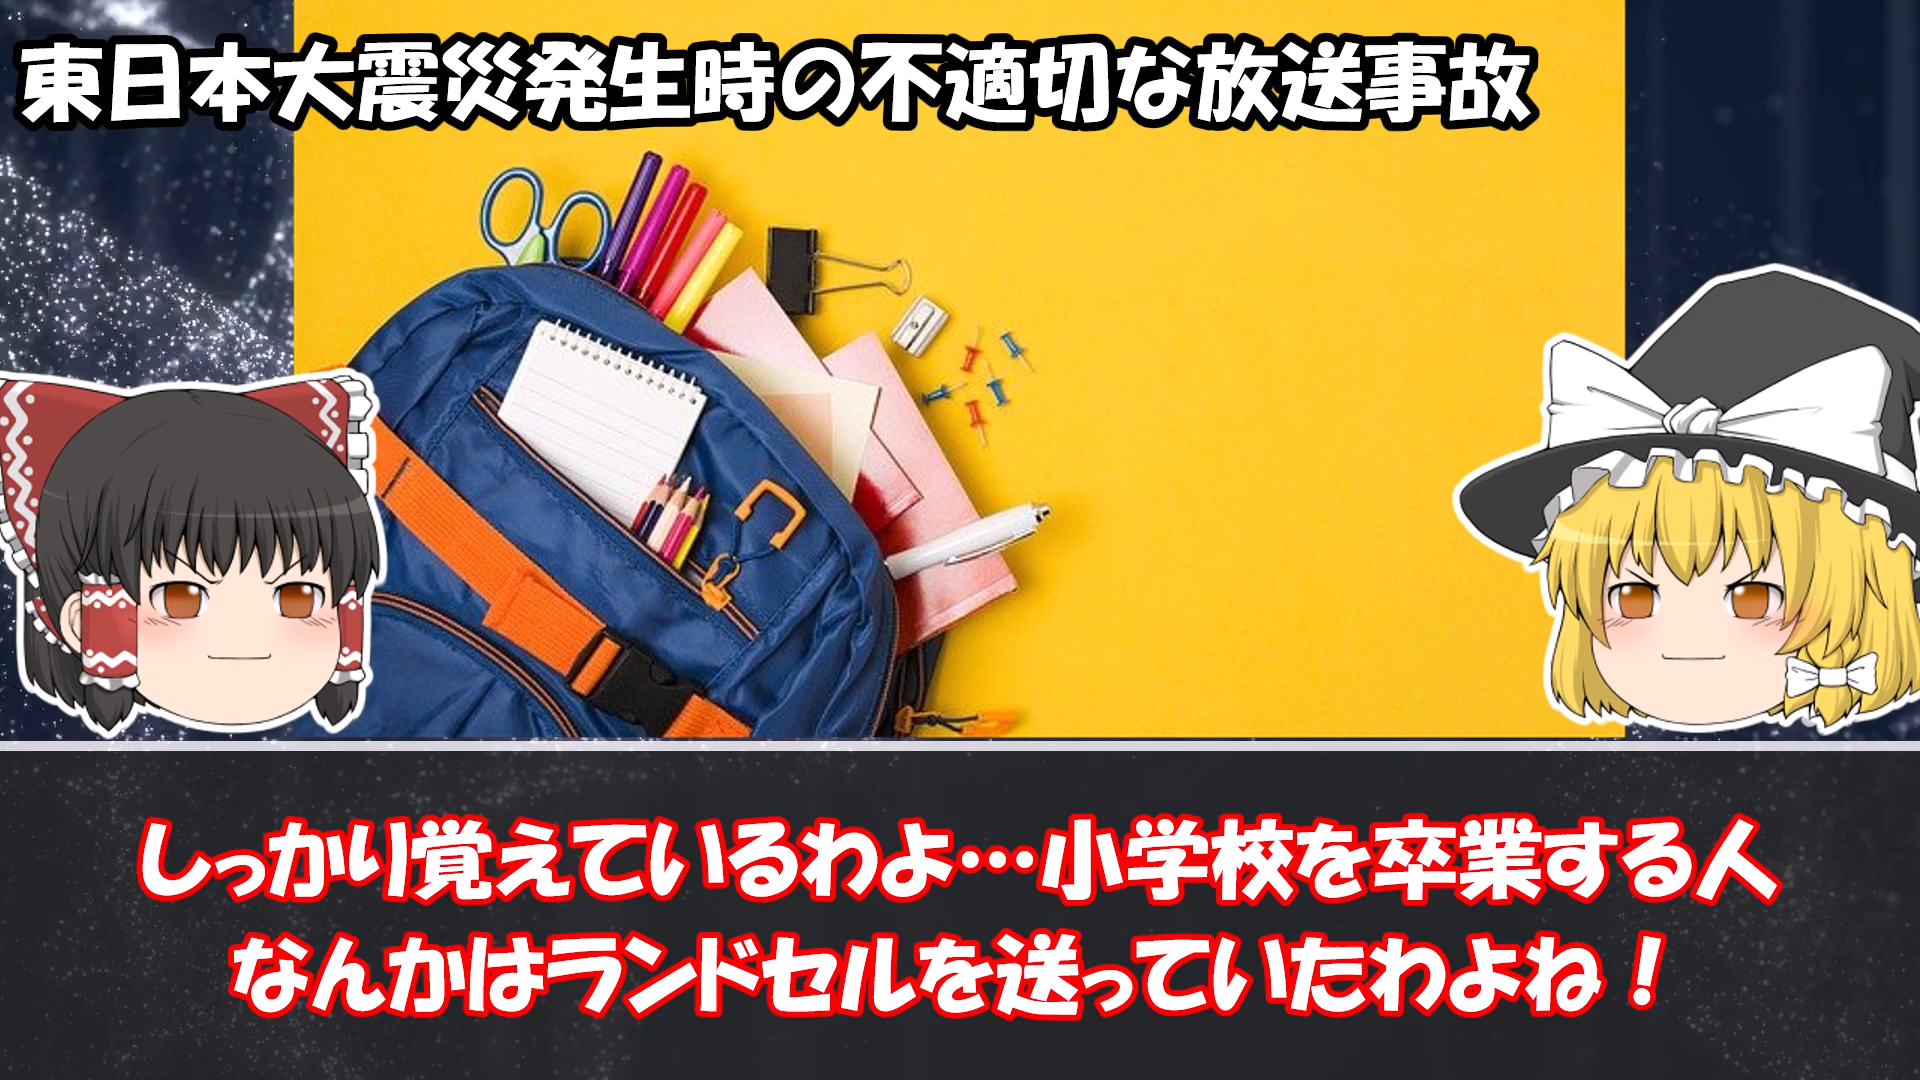 東日本大震災発生時の不適切な放送事故
しっかり覚えているわよ…小学校を卒業する人
なんかはランドセルを送っていたわよね！